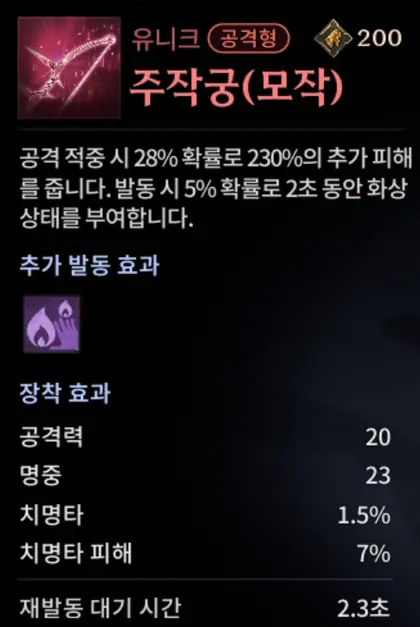 유니크 공격형 200
주작궁(모작)
공격 적중 시 28% 확률로 230%의 추가 피해
를 줍니다. 발동 시 5% 확률로 2초 동안 화상
상태를 부여합니다.
추가 발동 효과
장착 효과
공격력 20
명중 23
치명타 1.5%
치명타 피해 7%
재발동 대기 시간 2.3초